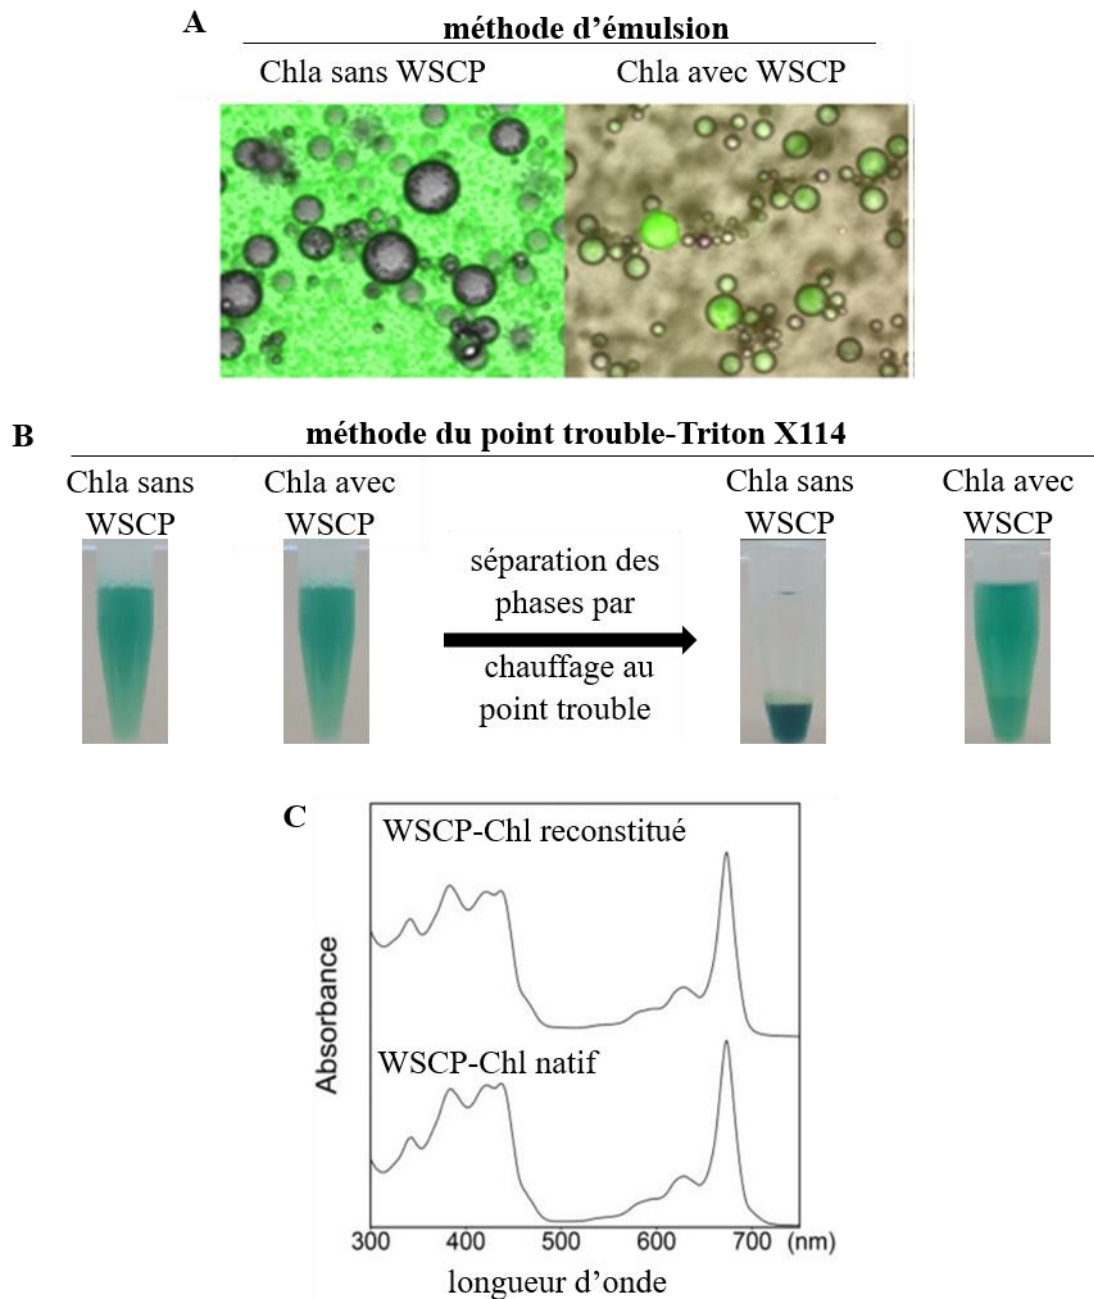 A
méthode d'émulsion
Chla sans WSCP
Chla avec WSCP
B
méthode du point trouble-Triton X114
Chla sans
WSCP
Chla avec
WSCP
séparation des
phases par
chauffage au
point trouble
Chla sans
WSCP
Chla avec
WSCP
C
WSCP-Chl reconstitué
WSCP-Chl natif
Absorbance
300 400 500 600 700 (nm)
longueur d'onde